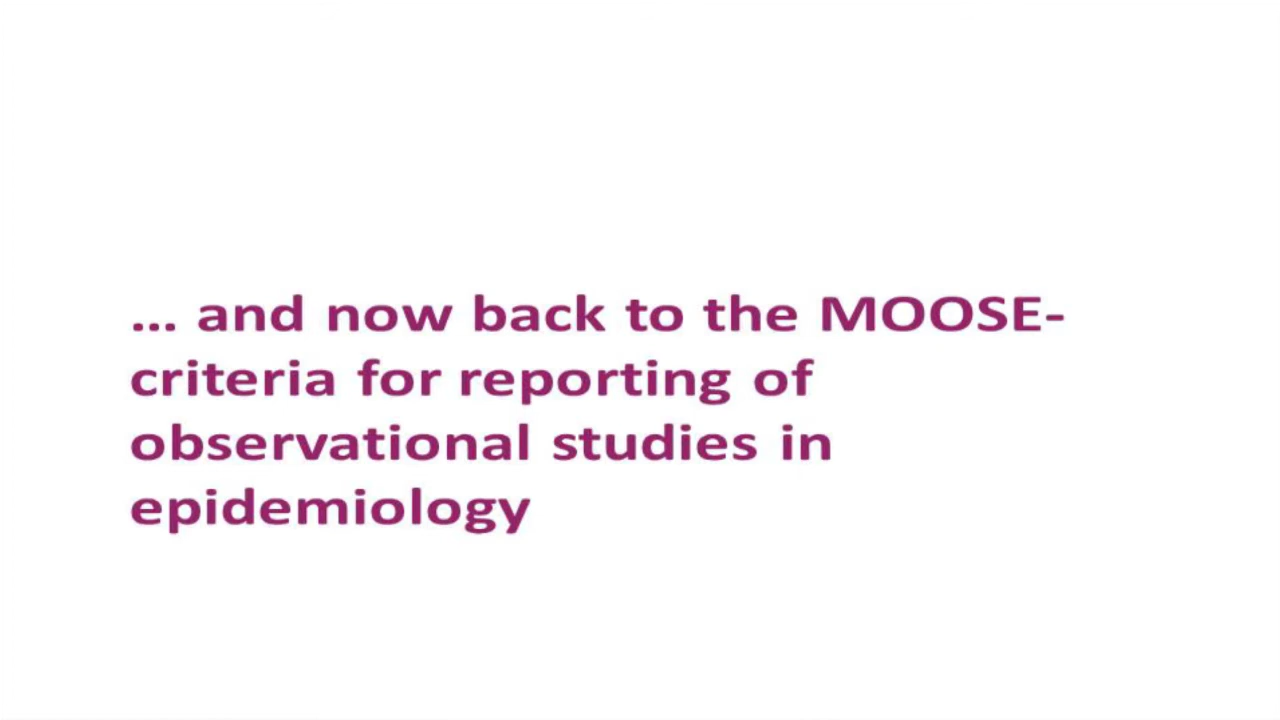 ... and now back to the MOOSE-
criteria for reporting of
observational studies in
epidemiology